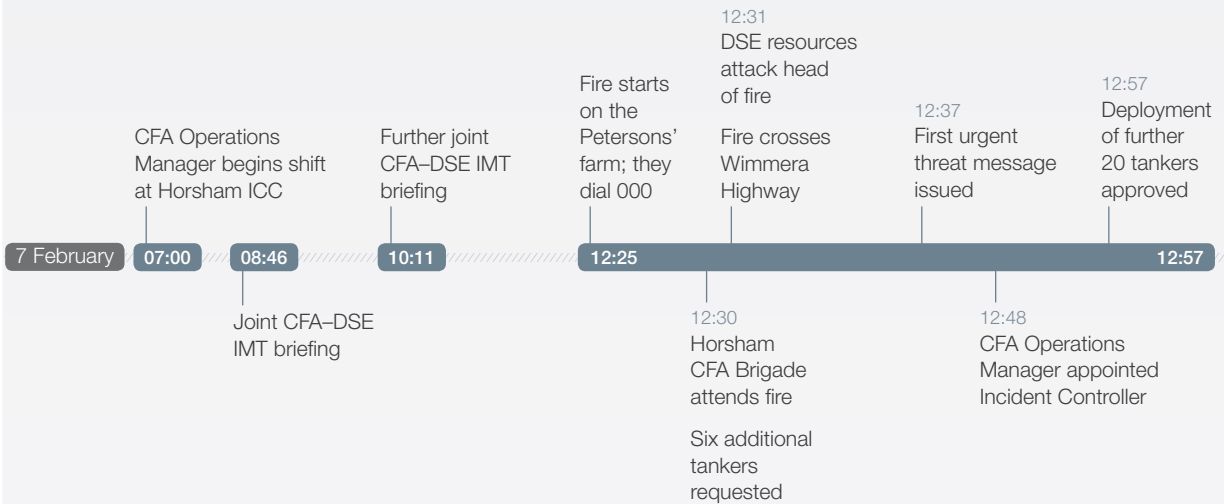 12:31
DSE resources
attack head
of fire
Fire crosses
Wimmera
Highway
Fire starts
on the
Petersons’
farm; they
dial 000
12:57
Deployment
of further
20 tankers
approved
12:37
First urgent
threat message
issued
CFA Operations
Manager begins shift
at Horsham ICC
Further joint
CFA–DSE IMT
briefing
7 February
07:00
08:46
10:11
12:25
12:57
Joint CFA–DSE
IMT briefing
12:30
Horsham
CFA Brigade
attends fire
Six additional
tankers
requested
12:48
CFA Operations
Manager appointed
Incident Controller